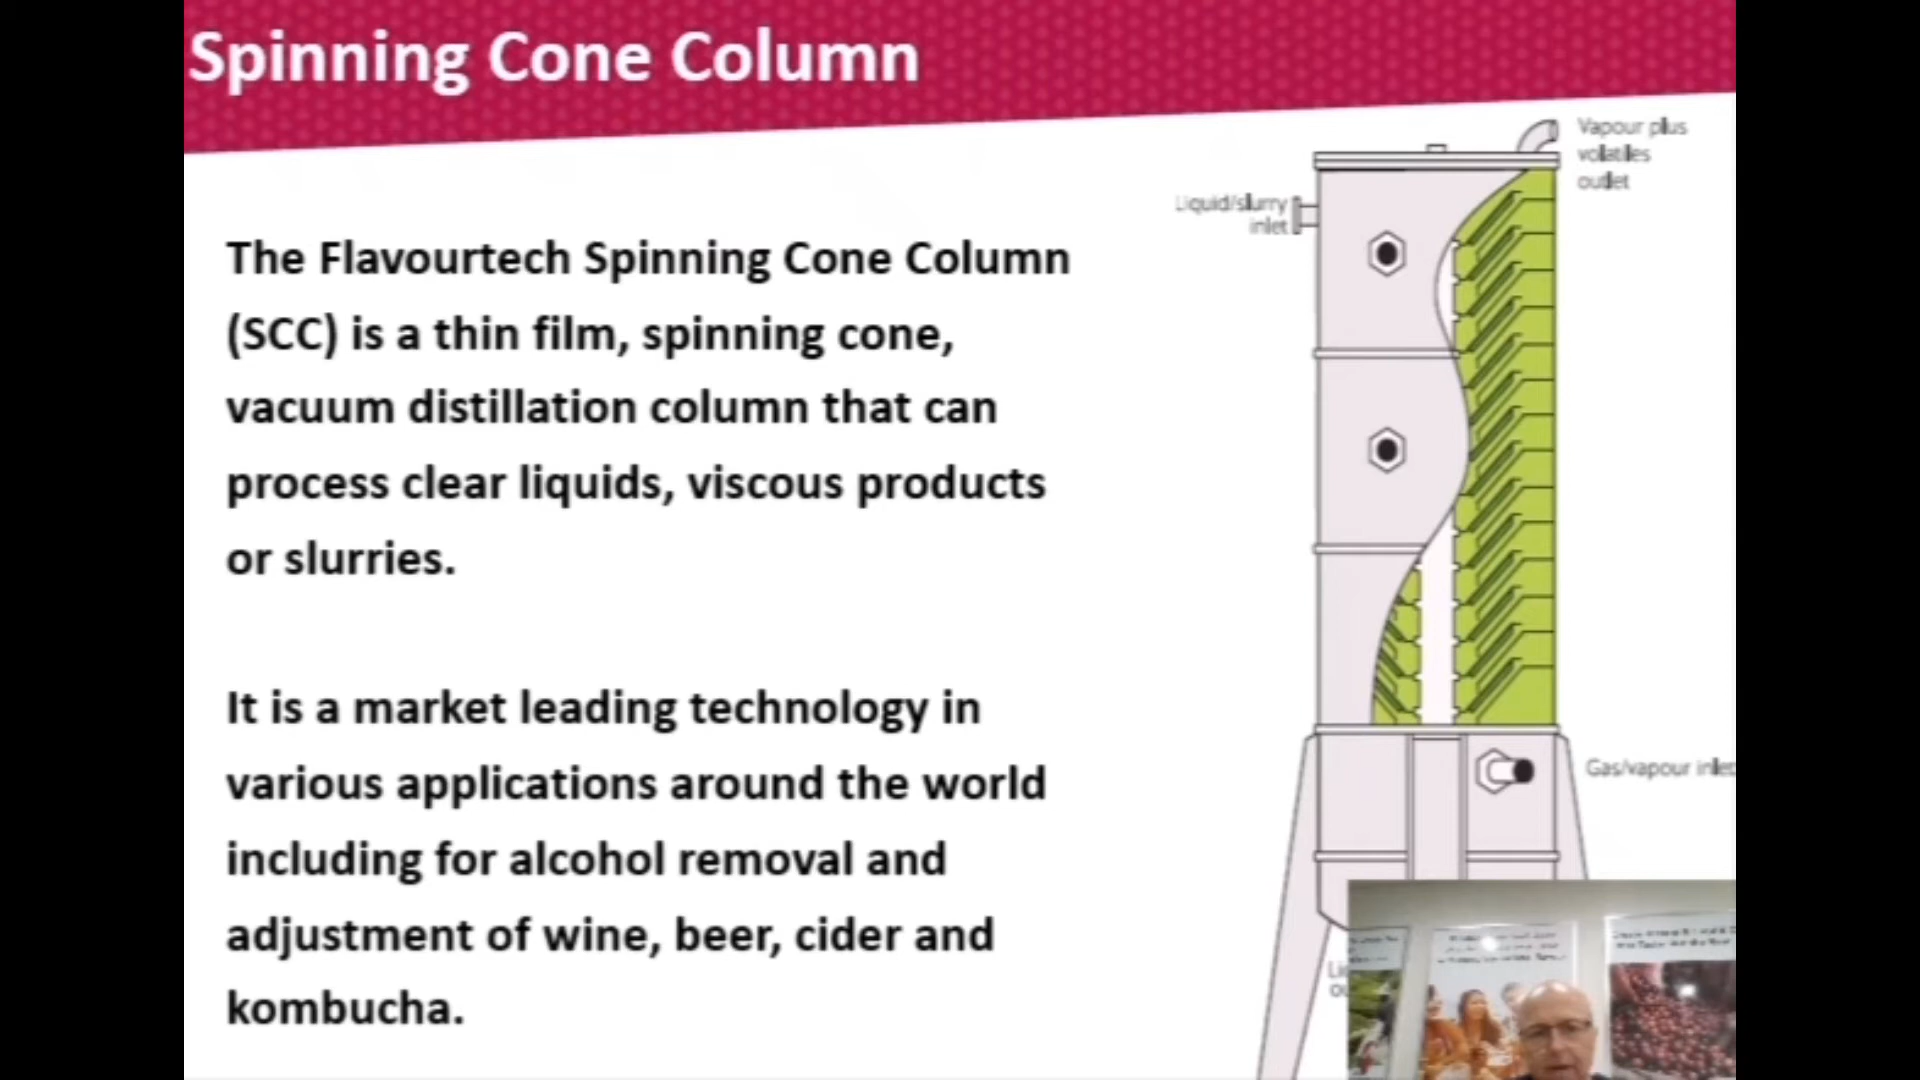 Spinning Cone Column
Vapour plus
volatiles
outlet
Liquid/slurry
inlet
The Flavourtech Spinning Cone Column
(SCC) is a thin film, spinning cone,
vacuum distillation column that can
process clear liquids, viscous products
or slurries.
It is a market leading technology in
various applications around the world
including for alcohol removal and
adjustment of wine, beer, cider and
kombucha.
Gas/vapour inlet